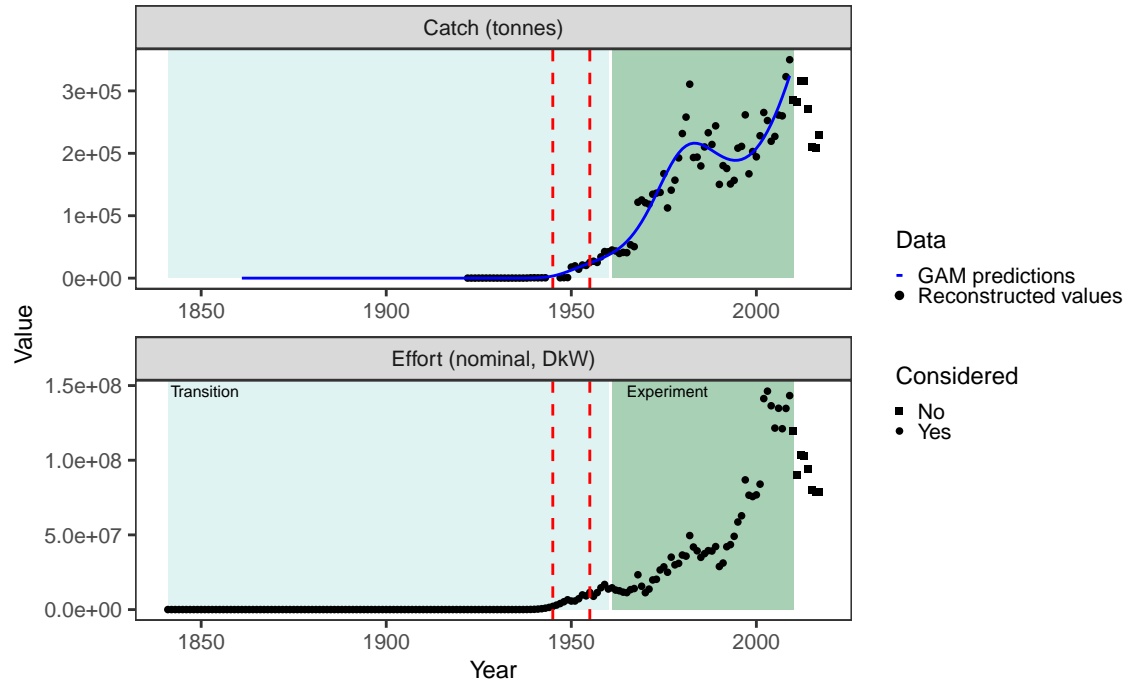 Catch (tonnes)
3e+05
2e+05
1e+05
0e+00
1850 1900 1950 2000
Effort (nominal, DkW)
1.5e+08
1.0e+08
5.0e+07
0.0e+00
Transition
Experiment
1850 1900 1950 2000
Year
Value
Data
GAM predictions
Reconstructed values
Considered
No
Yes